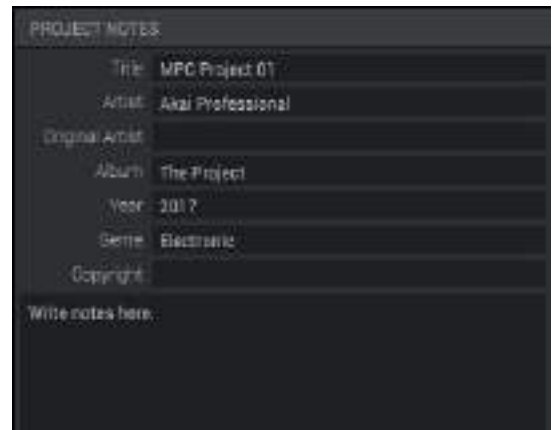 PROJECT NOTES
Title MPC Project 01
Artist Akai Professional
Original Artist
Album The Project
Year 2017
Genre Electronic
Copyright
Write notes here.